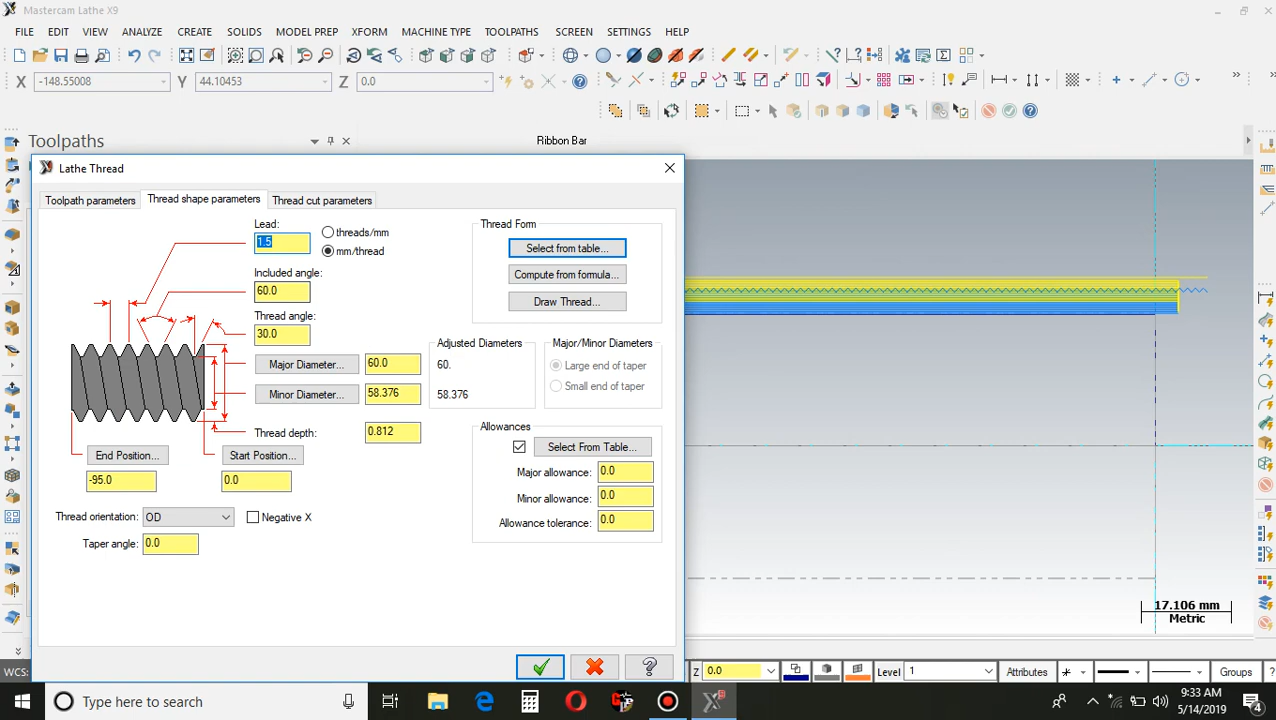 Mastercam Lathe X9
FILE EDIT VIEW ANALYZE CREATE SOLIDS MODEL PREP XFORM MACHINE TYPE TOOLPATHS SCREEN SETTINGS HELP
X -148.55008 Y 44.10453 Z 0.0
Toolpaths
Ribbon Bar
Lathe Thread
Toolpath parameters Thread shape parameters Thread cut parameters
Lead:
1.5
threads/mm
mm/thread
Included angle:
60.0
Thread angle:
30.0
Major Diameter... 60.0
Minor Diameter... 58.376
Thread depth: 0.812
End Position... Start Position...
-95.0 0.0
Thread orientation: OD Negative X
Taper angle: 0.0
Thread Form
Select from table...
Compute from formula...
Draw Thread...
Adjusted Diameters
60.
58.376
Major/Minor Diameters
Large end of taper
Small end of taper
Allowances
Select From Table...
Major allowance: 0.0
Minor allowance: 0.0
Allowance tolerance: 0.0
17.106 mm
Metric
WCS:
Z 0.0 Level 1 Attributes Groups
Type here to search
9:33 AM
5/14/2019
4